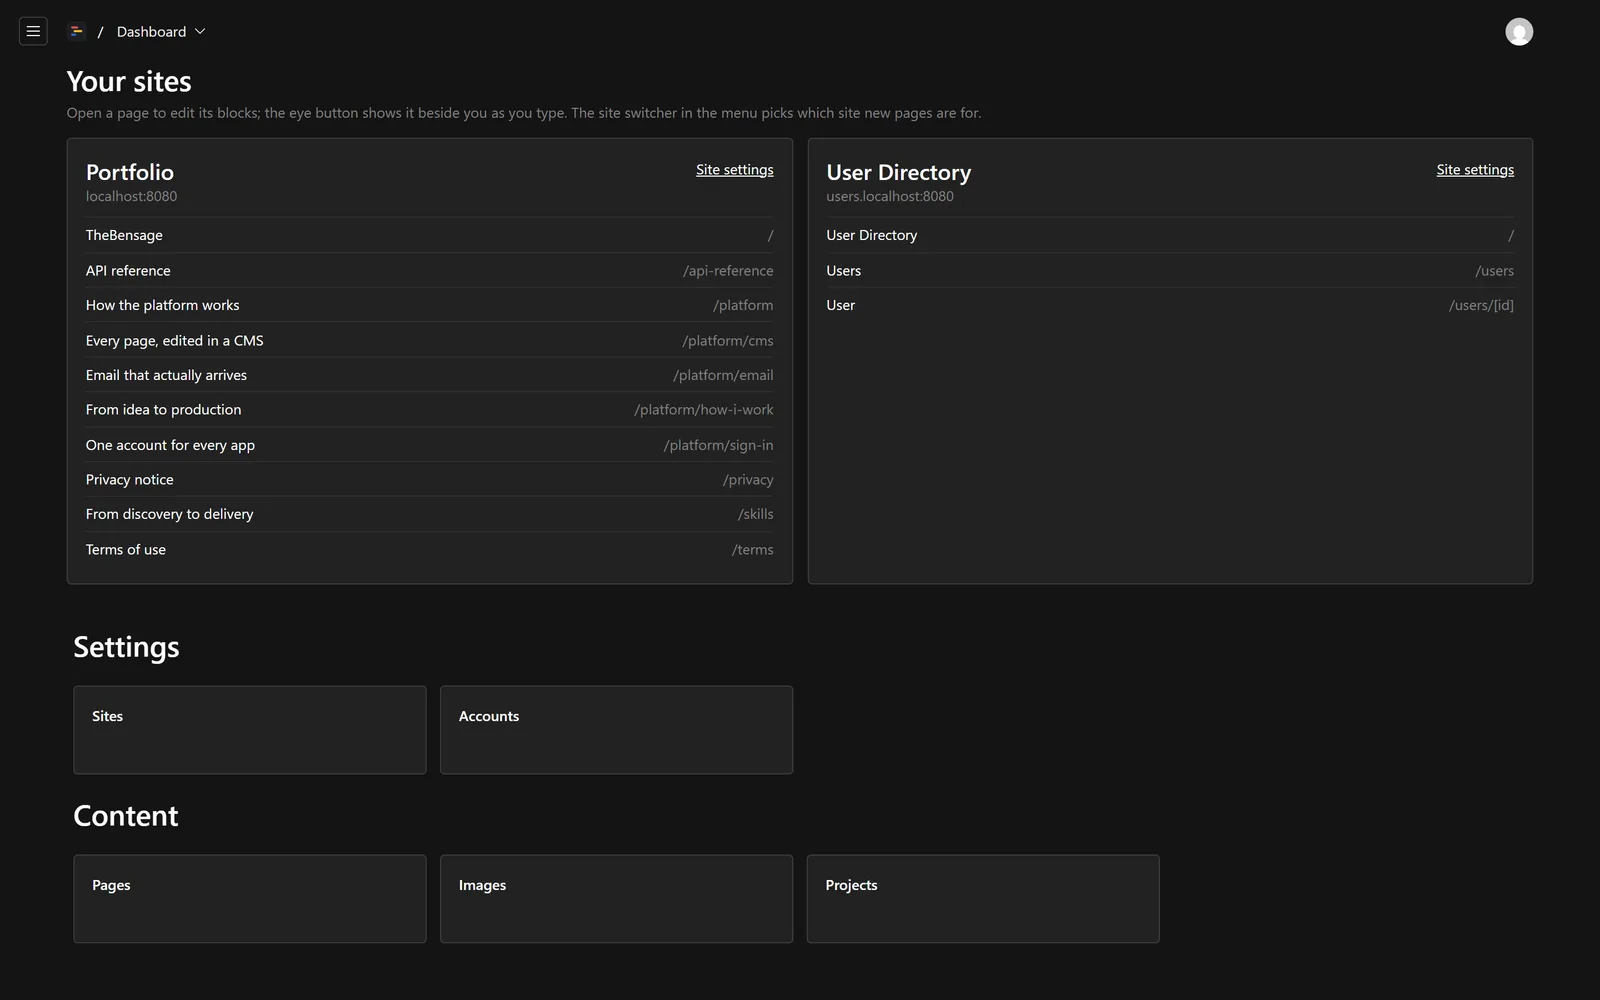 / Dashboard
Your sites
Open a page to edit its blocks; the eye button shows it beside you as you type. The site switcher in the menu picks which site new pages are for.
Portfolio
Site settings
localhost:8080
TheBensage /
API reference /api-reference
How the platform works /platform
Every page, edited in a CMS /platform/cms
Email that actually arrives /platform/email
From idea to production /platform/how-i-work
One account for every app /platform/sign-in
Privacy notice /privacy
From discovery to delivery /skills
Terms of use /terms
User Directory
Site settings
users.localhost:8080
User Directory /
Users /users
User /users/[id]
Settings
Sites
Accounts
Content
Pages
Images
Projects